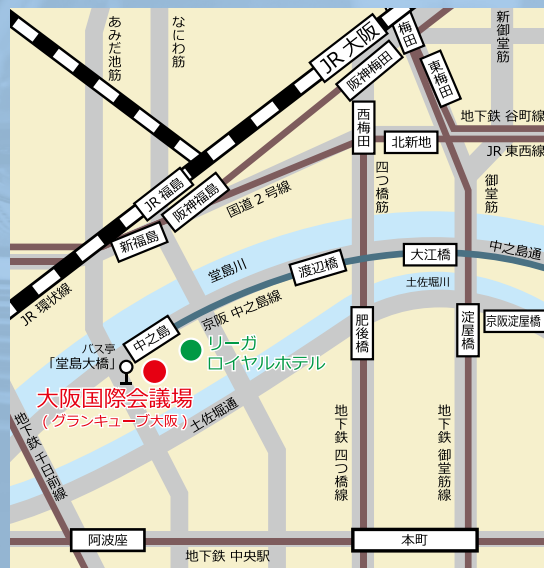 あみだ池筋
なにわ筋
JR 大阪
梅田
新御堂筋
阪神梅田
東梅田
地下鉄 谷町線
西梅田
北新地
JR 東西線
JR 福島
阪神福島
国道2号線
四つ橋筋
御堂筋
新福島
JR 環状線
堂島川
渡辺橋
大江橋
中之島通
土佐堀川
京阪 中之島線
中之島
肥後橋
淀屋橋
京阪淀屋橋
バス亭
「堂島大橋」
リーガ
ロイヤルホテル
大阪国際会議場
(グランキューブ大阪)
土佐堀通
地下鉄 千日前線
地下鉄 四つ橋線
地下鉄 御堂筋線
阿波座
本町
地下鉄 中央駅